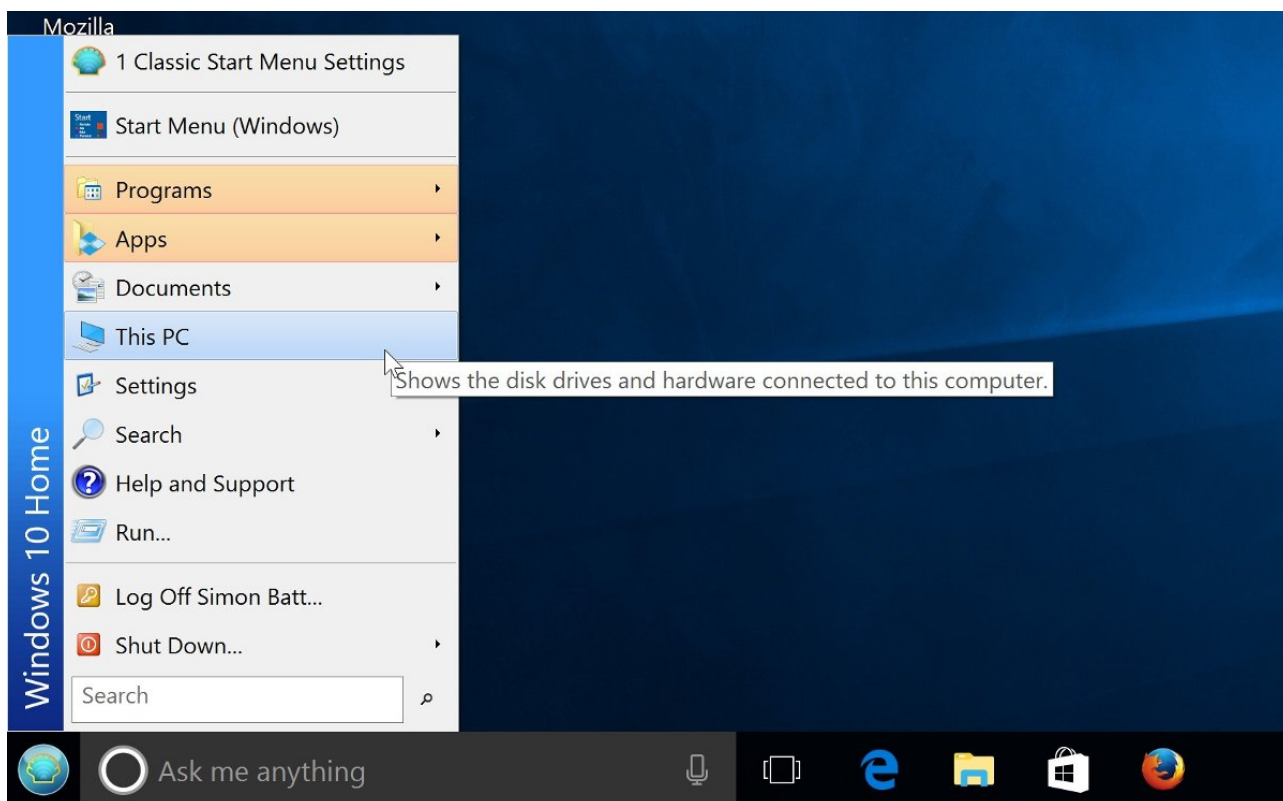 Mozilla
1 Classic Start Menu Settings
Start Menu (Windows)
Programs
Apps
Documents
This PC
Shows the disk drives and hardware connected to this computer.
Settings
Search
Help and Support
Run...
Log Off Simon Batt...
Shut Down...
Search
Windows 10 Home
Ask me anything